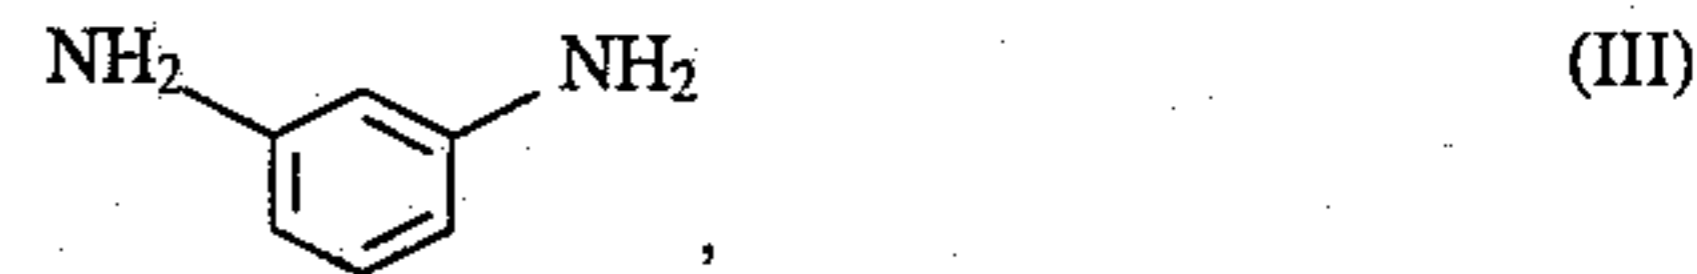 NH₂ NH₂ (III)
,